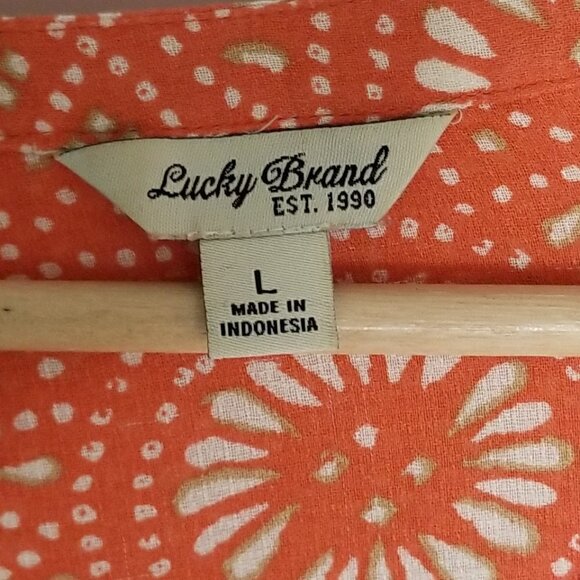 Lucky Brand
EST. 1990
L
MADE IN
INDONESIA